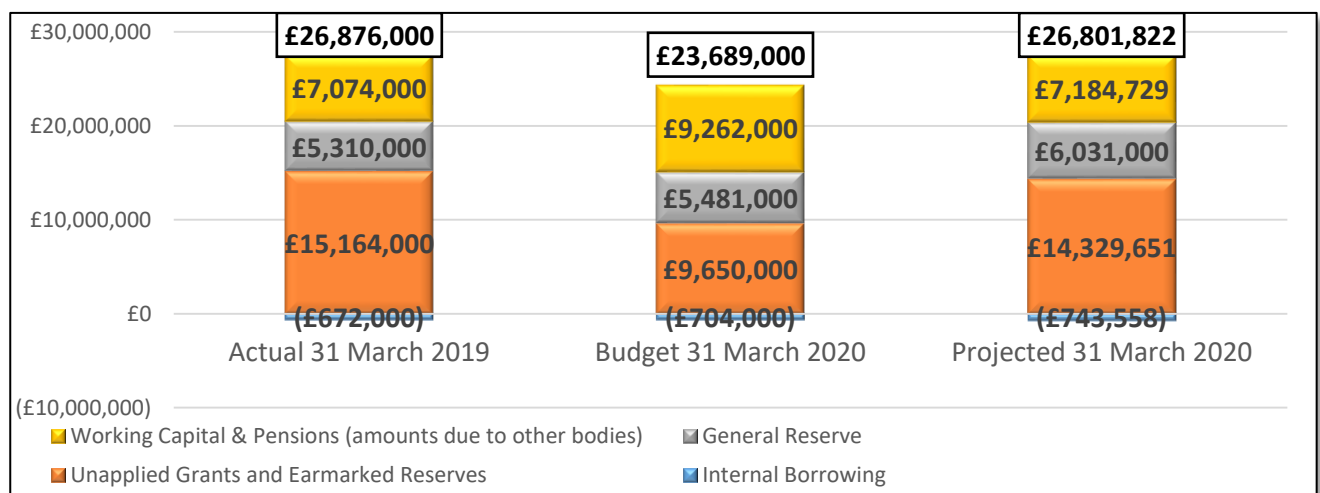 £30,000,000
£26,876,000
£23,689,000
£26,801,822
£7,074,000
£9,262,000
£7,184,729
£20,000,000
£5,310,000
£5,481,000
£6,031,000
£10,000,000
£15,164,000
£9,650,000
£14,329,651
£0
(£672,000)
(£704,000)
(£743,558)
Actual 31 March 2019
Budget 31 March 2020
Projected 31 March 2020
(£10,000,000)
Working Capital & Pensions (amounts due to other bodies)
General Reserve
Unapplied Grants and Earmarked Reserves
Internal Borrowing